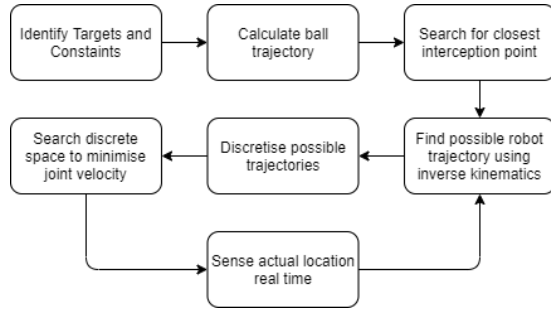 Identify Targets and
Constaints
Calculate ball
trajectory
Search for closest
interception point
Search discrete
space to minimise
joint velocity
Discretise possible
trajectories
Find possible robot
trajectory using
inverse kinematics
Sense actual location
real time